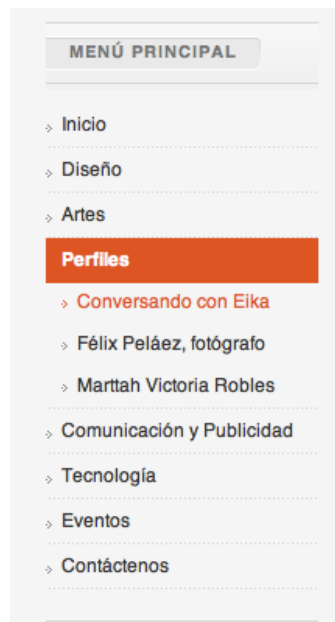 MENÚ PRINCIPAL
Inicio
Diseño
Artes
Perfiles
Conversando con Eika
Félix Peláez, fotógrafo
Marttah Victoria Robles
Comunicación y Publicidad
Tecnología
Eventos
Contáctenos